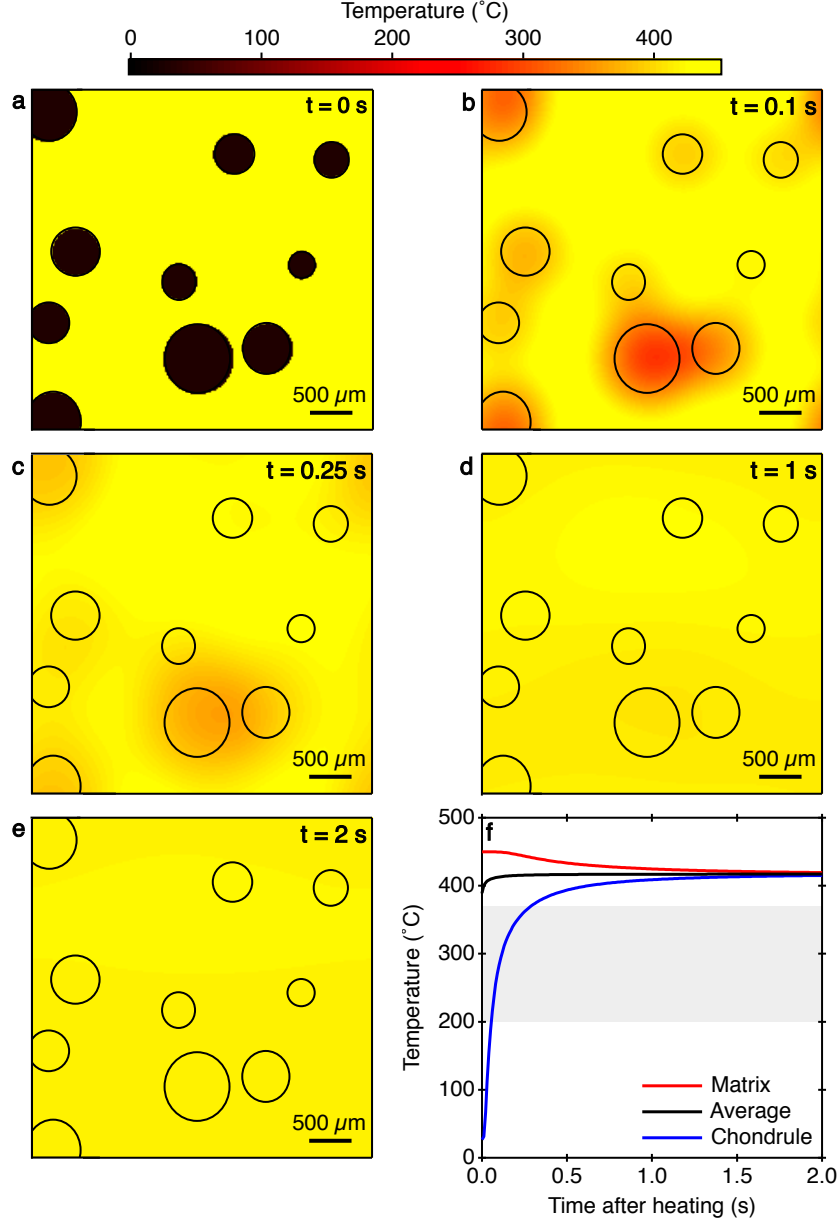 Temperature (˚C)
0 100 200 300 400
a t = 0 s
500 µm
b t = 0.1 s
500 µm
c t = 0.25 s
500 µm
d t = 1 s
500 µm
e t = 2 s
500 µm
f
500
400
300
200
100
0
Temperature (˚C)
Matrix
Average
Chondrule
0.0 0.5 1.0 1.5 2.0
Time after heating (s)